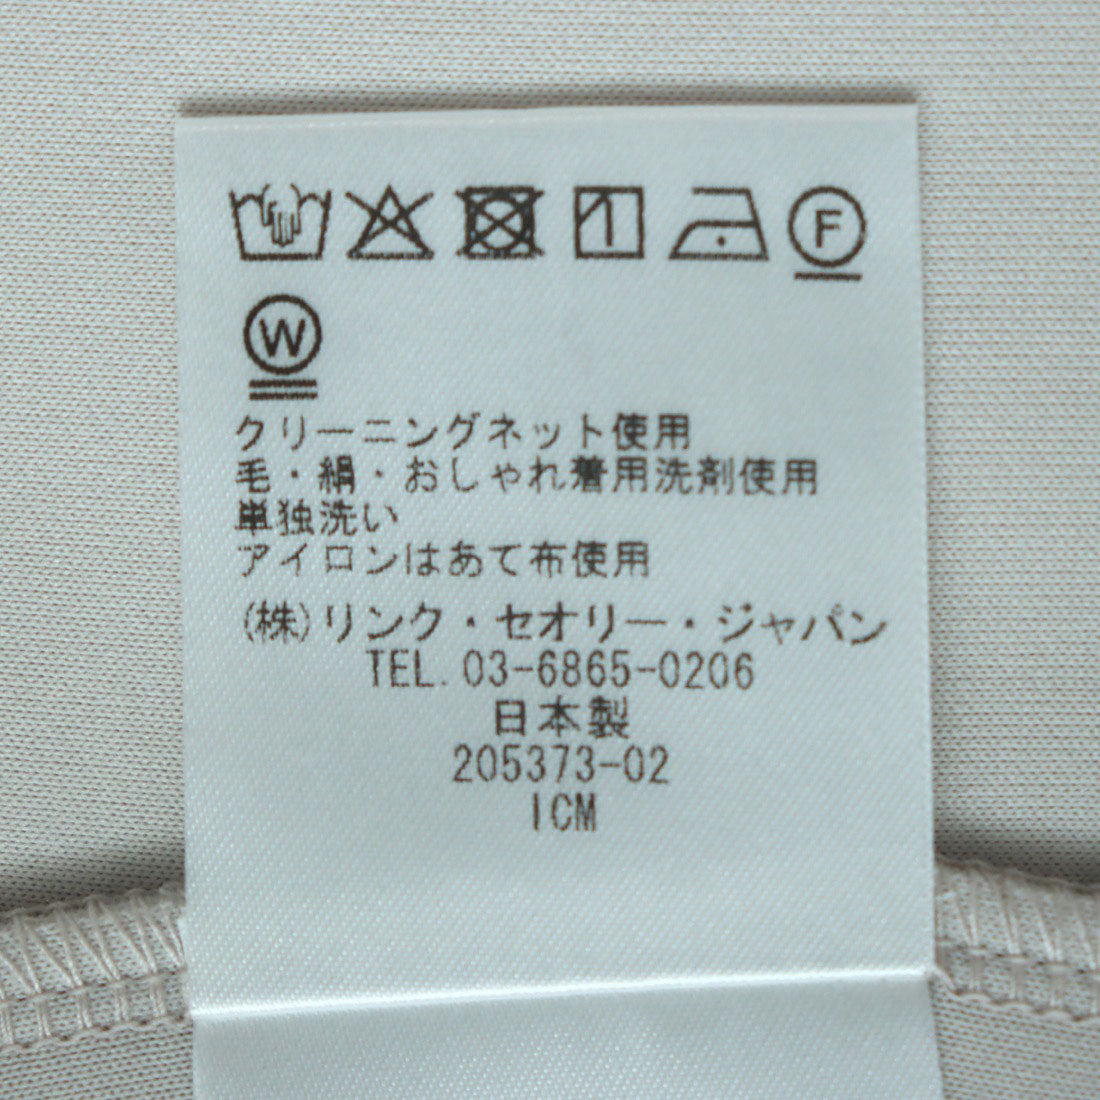 F
W
クリーニングネット使用
毛・絹・おしゃれ着用洗剤使用
単独洗い
アイロンはあて布使用
(株)リンク・セオリー・ジャパン
TEL. 03-6865-0206
日本製
205373-02
1CM